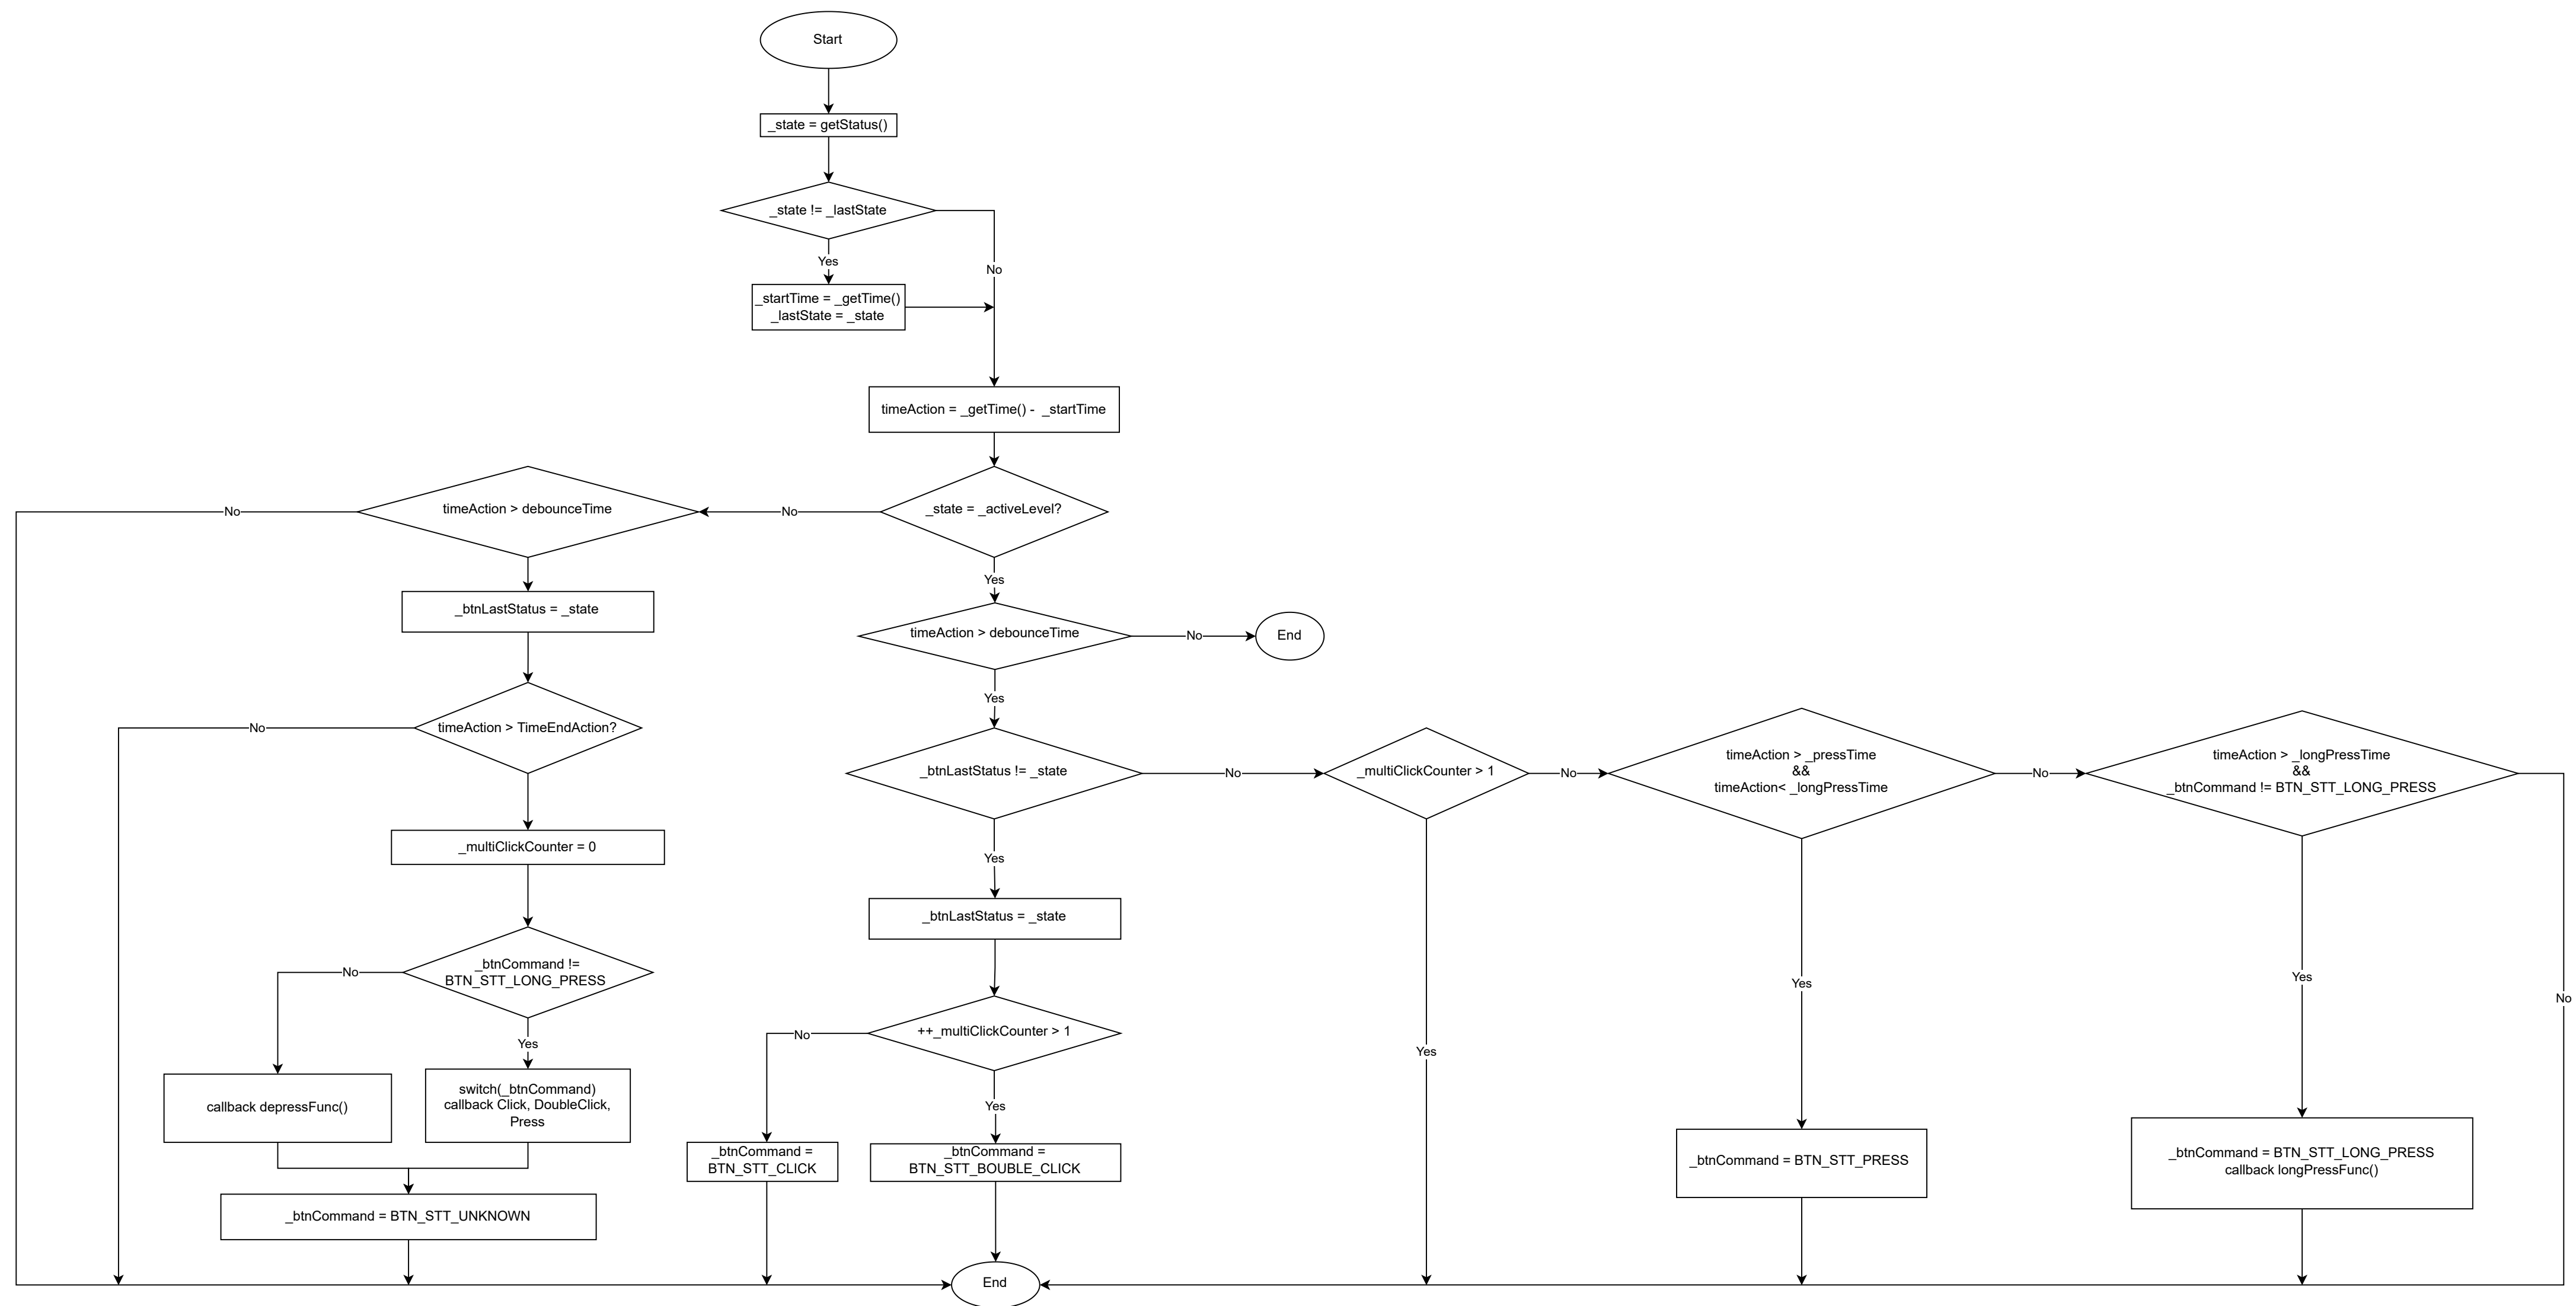 Start
_state = getStatus()
_state != _lastState
Yes
No
_startTime = _getTime()
_lastState = _state
timeAction = _getTime() -  _startTime
_state = _activeLevel?
No
timeAction > debounceTime
No
Yes
_btnLastStatus = _state
timeAction > debounceTime
No
End
Yes
timeAction > TimeEndAction?
No
_btnLastStatus != _state
No
_multiClickCounter > 1
No
timeAction > _pressTime
&&
timeAction< _longPressTime
No
timeAction > _longPressTime
&&
_btnCommand != BTN_STT_LONG_PRESS
_multiClickCounter = 0
Yes
_btnLastStatus = _state
_btnCommand !=
BTN_STT_LONG_PRESS
No
Yes
Yes
No
++_multiClickCounter > 1
No
Yes
Yes
callback depressFunc()
switch(_btnCommand)
callback Click, DoubleClick,
Press
Yes
_btnCommand =
BTN_STT_CLICK
_btnCommand =
BTN_STT_BOUBLE_CLICK
_btnCommand = BTN_STT_PRESS
_btnCommand = BTN_STT_LONG_PRESS
callback longPressFunc()
_btnCommand = BTN_STT_UNKNOWN
End